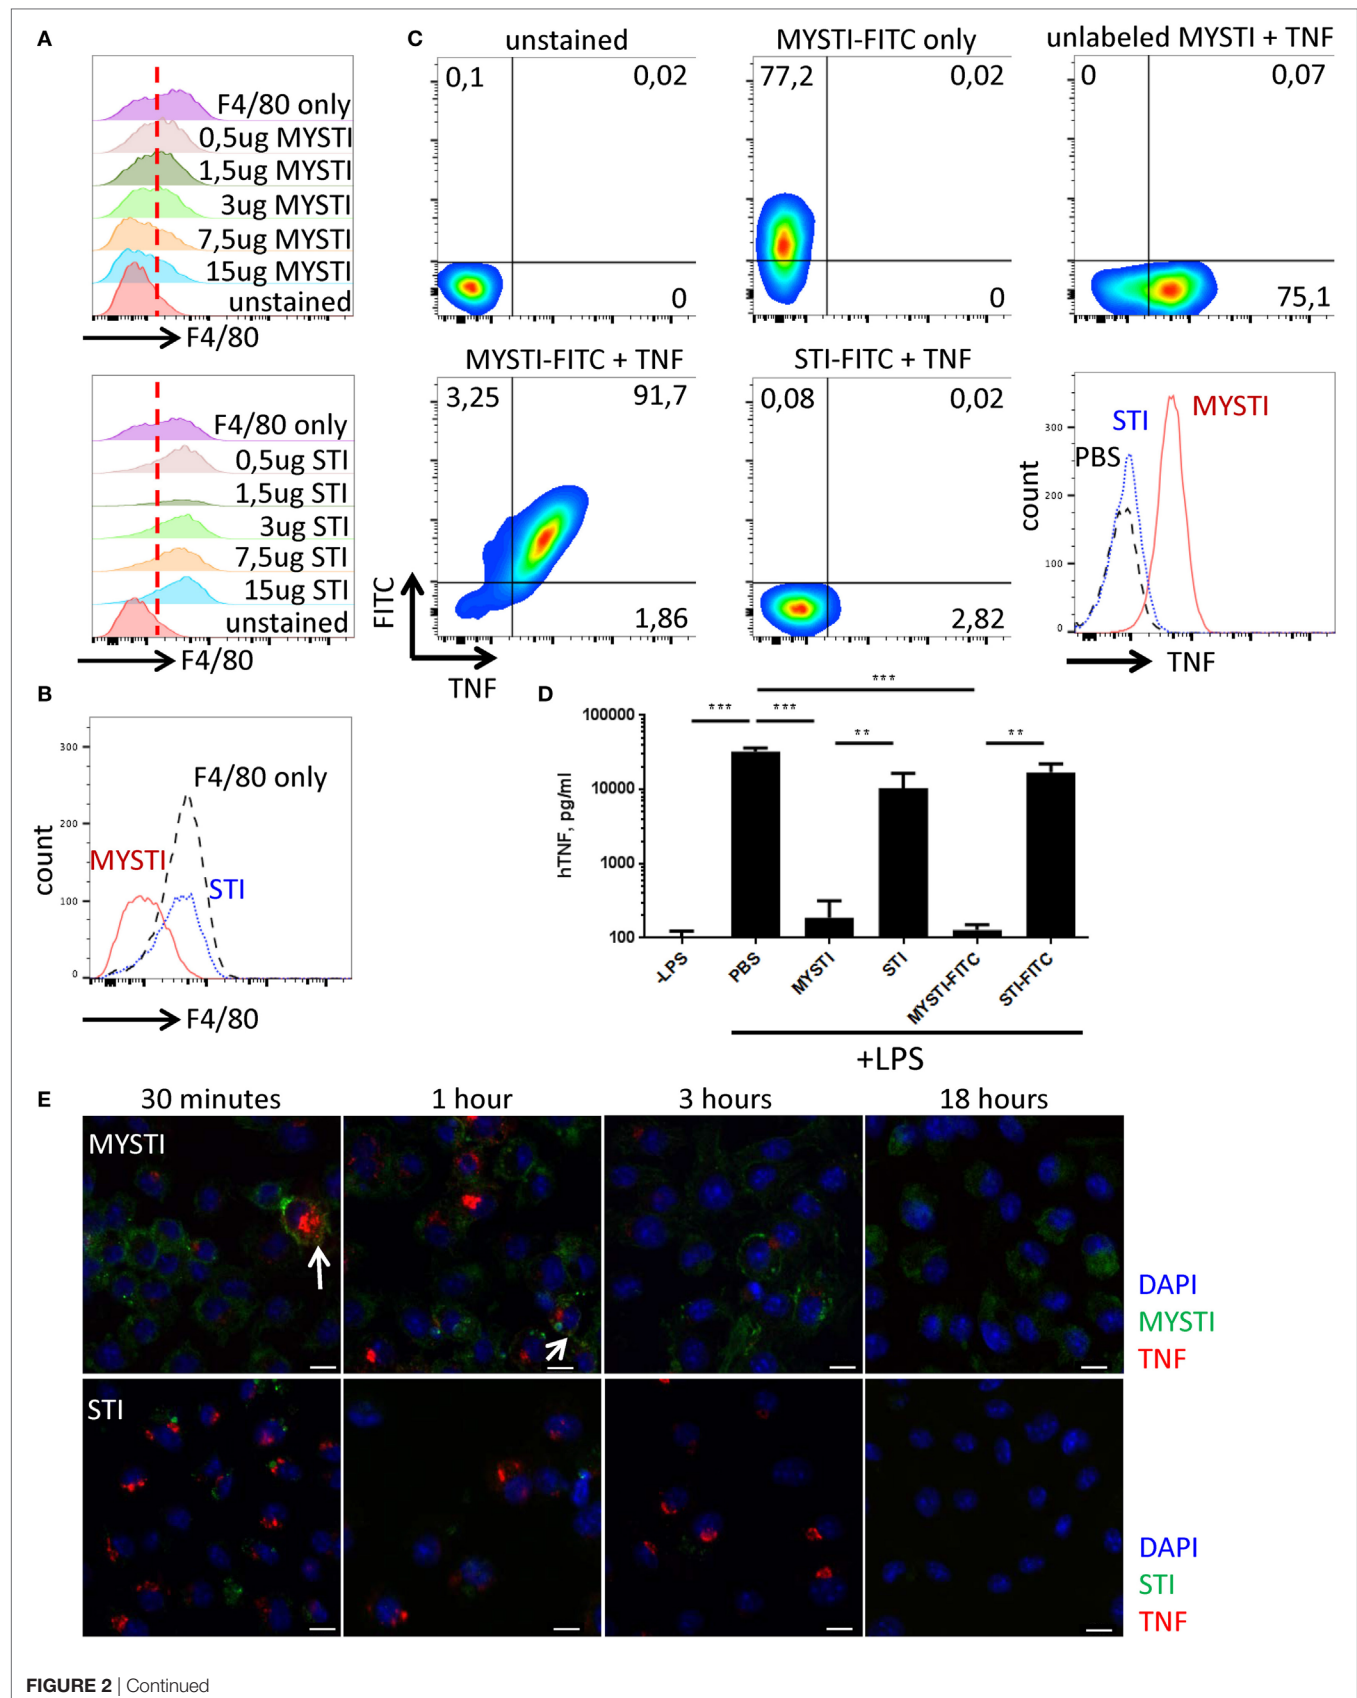 A
F4/80 only
0,5ug MYSTI
1,5ug MYSTI
3ug MYSTI
7,5ug MYSTI
15ug MYSTI
unstained
F4/80
F4/80 only
0,5ug STI
1,5ug STI
3ug STI
7,5ug STI
15ug STI
unstained
F4/80
B
300
200
100
0
count
F4/80 only
MYSTI
STI
F4/80
C
unstained
0,1 0,02
0
MYSTI-FITC only
77,2 0,02
0
unlabeled MYSTI + TNF
0 0,07
75,1
MYSTI-FITC + TNF
3,25 91,7
1,86
FITC
TNF
STI-FITC + TNF
0,08 0,02
2,82
300
200
100
0
count
MYSTI
STI
PBS
TNF
D
***
*** ***
** **
100000
10000
1000
100
hTNF, pg/ml
-LPS
PBS
MYSTI
STI
MYSTI-FITC
STI-FITC
+LPS
E
30 minutes 1 hour 3 hours 18 hours
MYSTI
DAPI
MYSTI
TNF
STI
DAPI
STI
TNF
FIGURE 2 | Continued